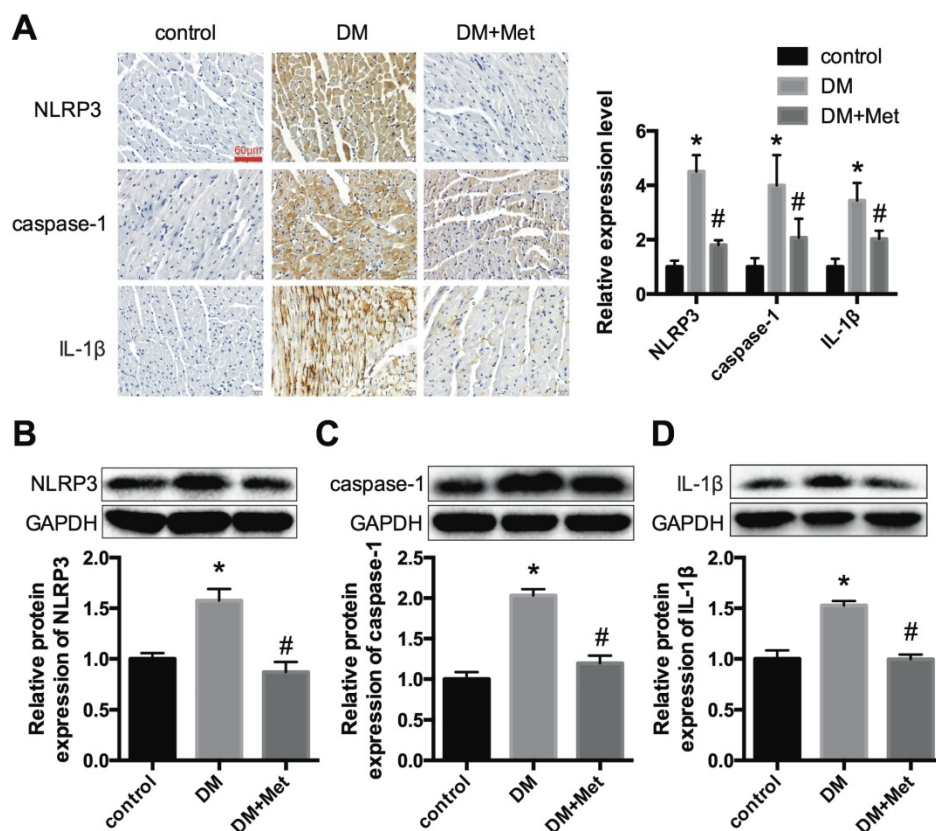 A
control DM DM+Met
NLRP3
60μm
caspase-1
IL-1β
control
DM
DM+Met
Relative expression level
8
6
4
2
0
* # * # * #
NLRP3
caspase-1
IL-1β
B
NLRP3
GAPDH
Relative protein
expression of NLRP3
2.0
1.5
1.0
0.5
0.0
*
#
control
DM
DM+Met
C
caspase-1
GAPDH
Relative protein
expression of caspase-1
2.5
2.0
1.5
1.0
0.5
0.0
*
#
control
DM
DM+Met
D
IL-1β
GAPDH
Relative protein
expression of IL-1β
2.0
1.5
1.0
0.5
0.0
*
#
control
DM
DM+Met